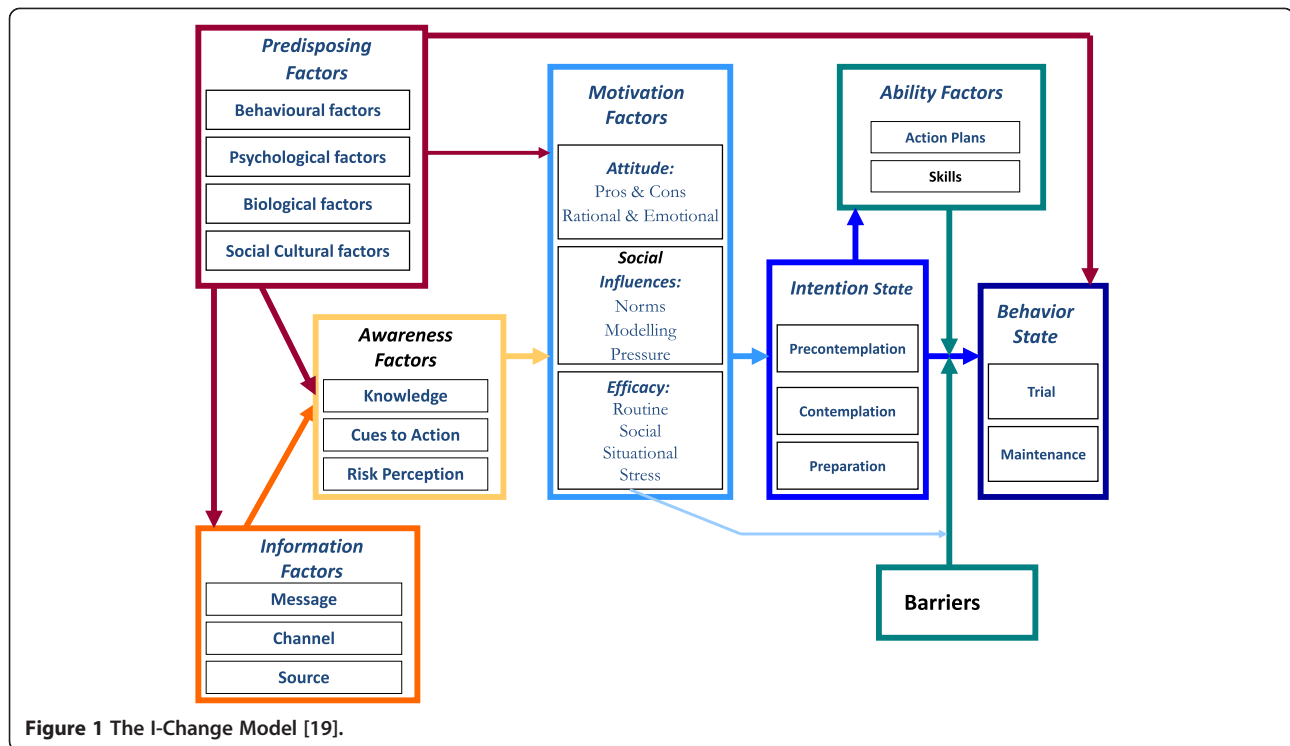 Predisposing
Factors
Behavioural factors
Psychological factors
Biological factors
Social Cultural factors
Awareness
Factors
Knowledge
Cues to Action
Risk Perception
Information
Factors
Message
Channel
Source
Motivation
Factors
Attitude:
Pros & Cons
Rational & Emotional
Social
Influences:
Norms
Modelling
Pressure
Efficacy:
Routine
Social
Situational
Stress
Ability Factors
Action Plans
Skills
Intention State
Precontemplation
Contemplation
Preparation
Behavior
State
Trial
Maintenance
Barriers
Figure 1 The I-Change Model [19].